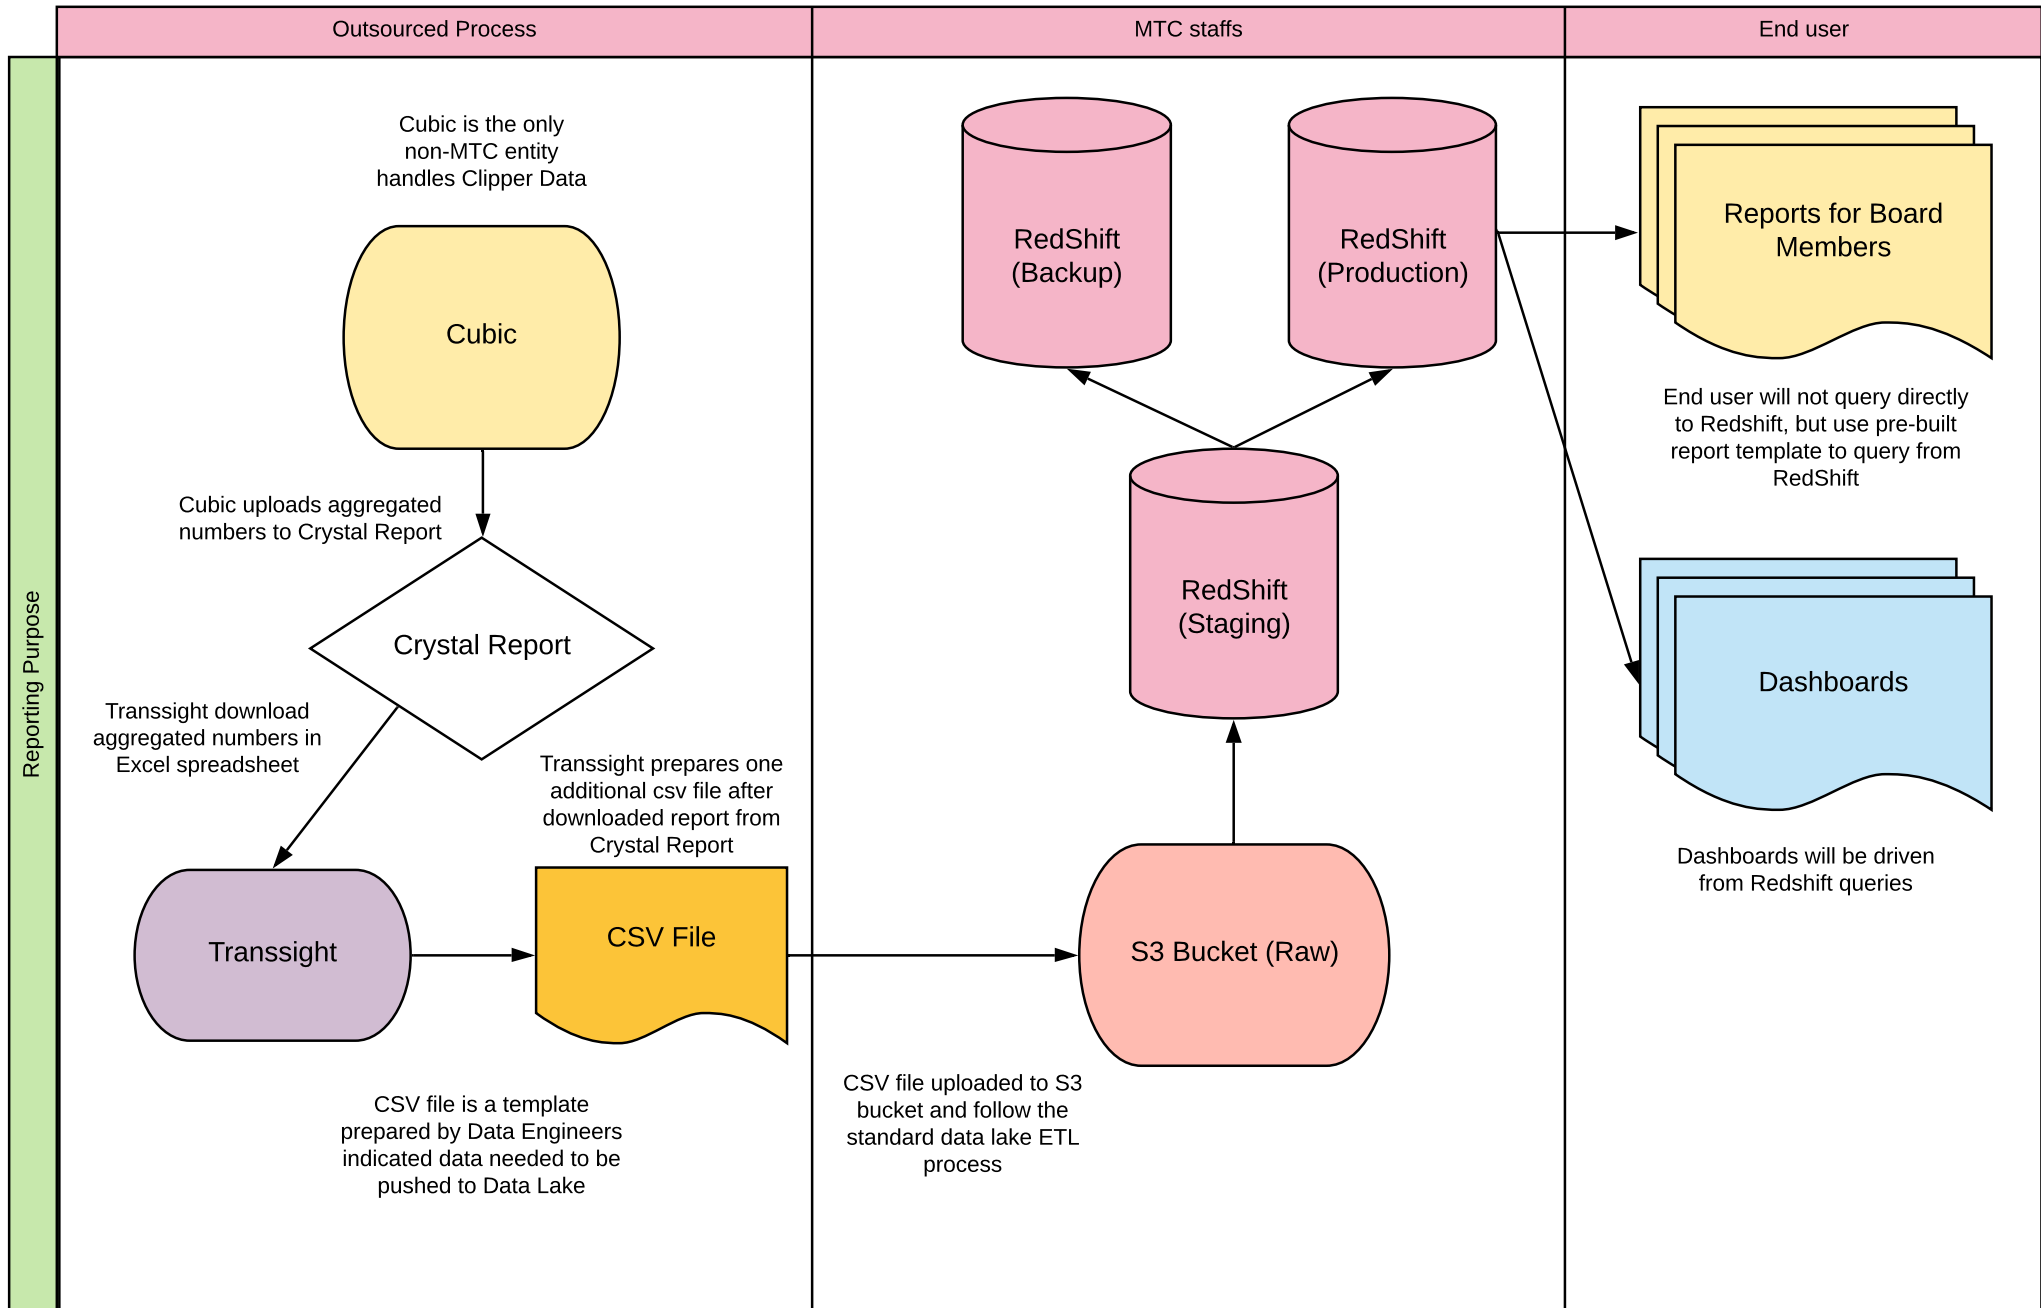 Outsourced Process
MTC staffs
End user
Reporting Purpose
Cubic is the only
non-MTC entity
handles Clipper Data
Cubic
Cubic uploads aggregated
numbers to Crystal Report
Crystal Report
Transsight download
aggregated numbers in
Excel spreadsheet
Transsight prepares one
additional csv file after
downloaded report from
Crystal Report
Transsight
CSV File
CSV file is a template
prepared by Data Engineers
indicated data needed to be
pushed to Data Lake
RedShift
(Backup)
RedShift
(Production)
RedShift
(Staging)
S3 Bucket (Raw)
CSV file uploaded to S3
bucket and follow the
standard data lake ETL
process
Reports for Board
Members
End user will not query directly
to Redshift, but use pre-built
report template to query from
RedShift
Dashboards
Dashboards will be driven
from Redshift queries